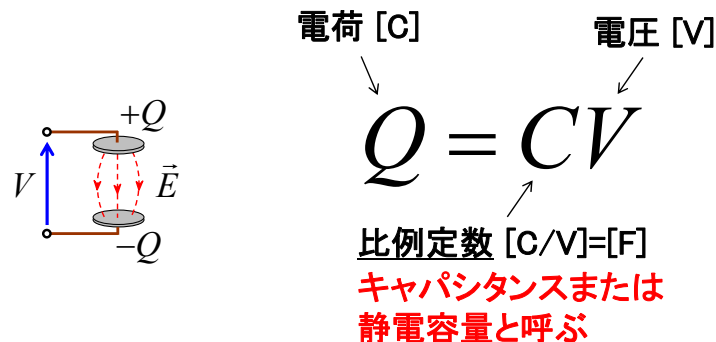 電荷 [C]
電圧 [V]
+Q
V
E⃗
−Q
Q = CV
比例定数 [C/V]=[F]
キャパシタンスまたは
静電容量と呼ぶ